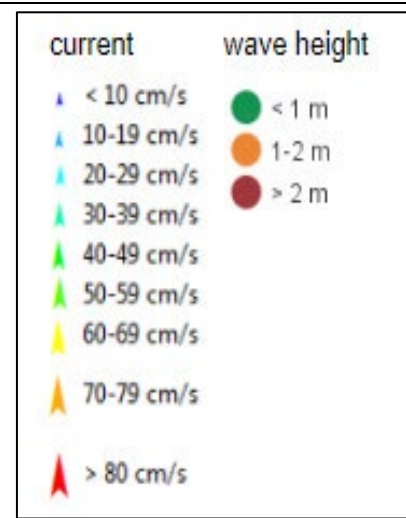 current
< 10 cm/s
10-19 cm/s
20-29 cm/s
30-39 cm/s
40-49 cm/s
50-59 cm/s
60-69 cm/s
70-79 cm/s
> 80 cm/s
wave height
< 1 m
1-2 m
> 2 m